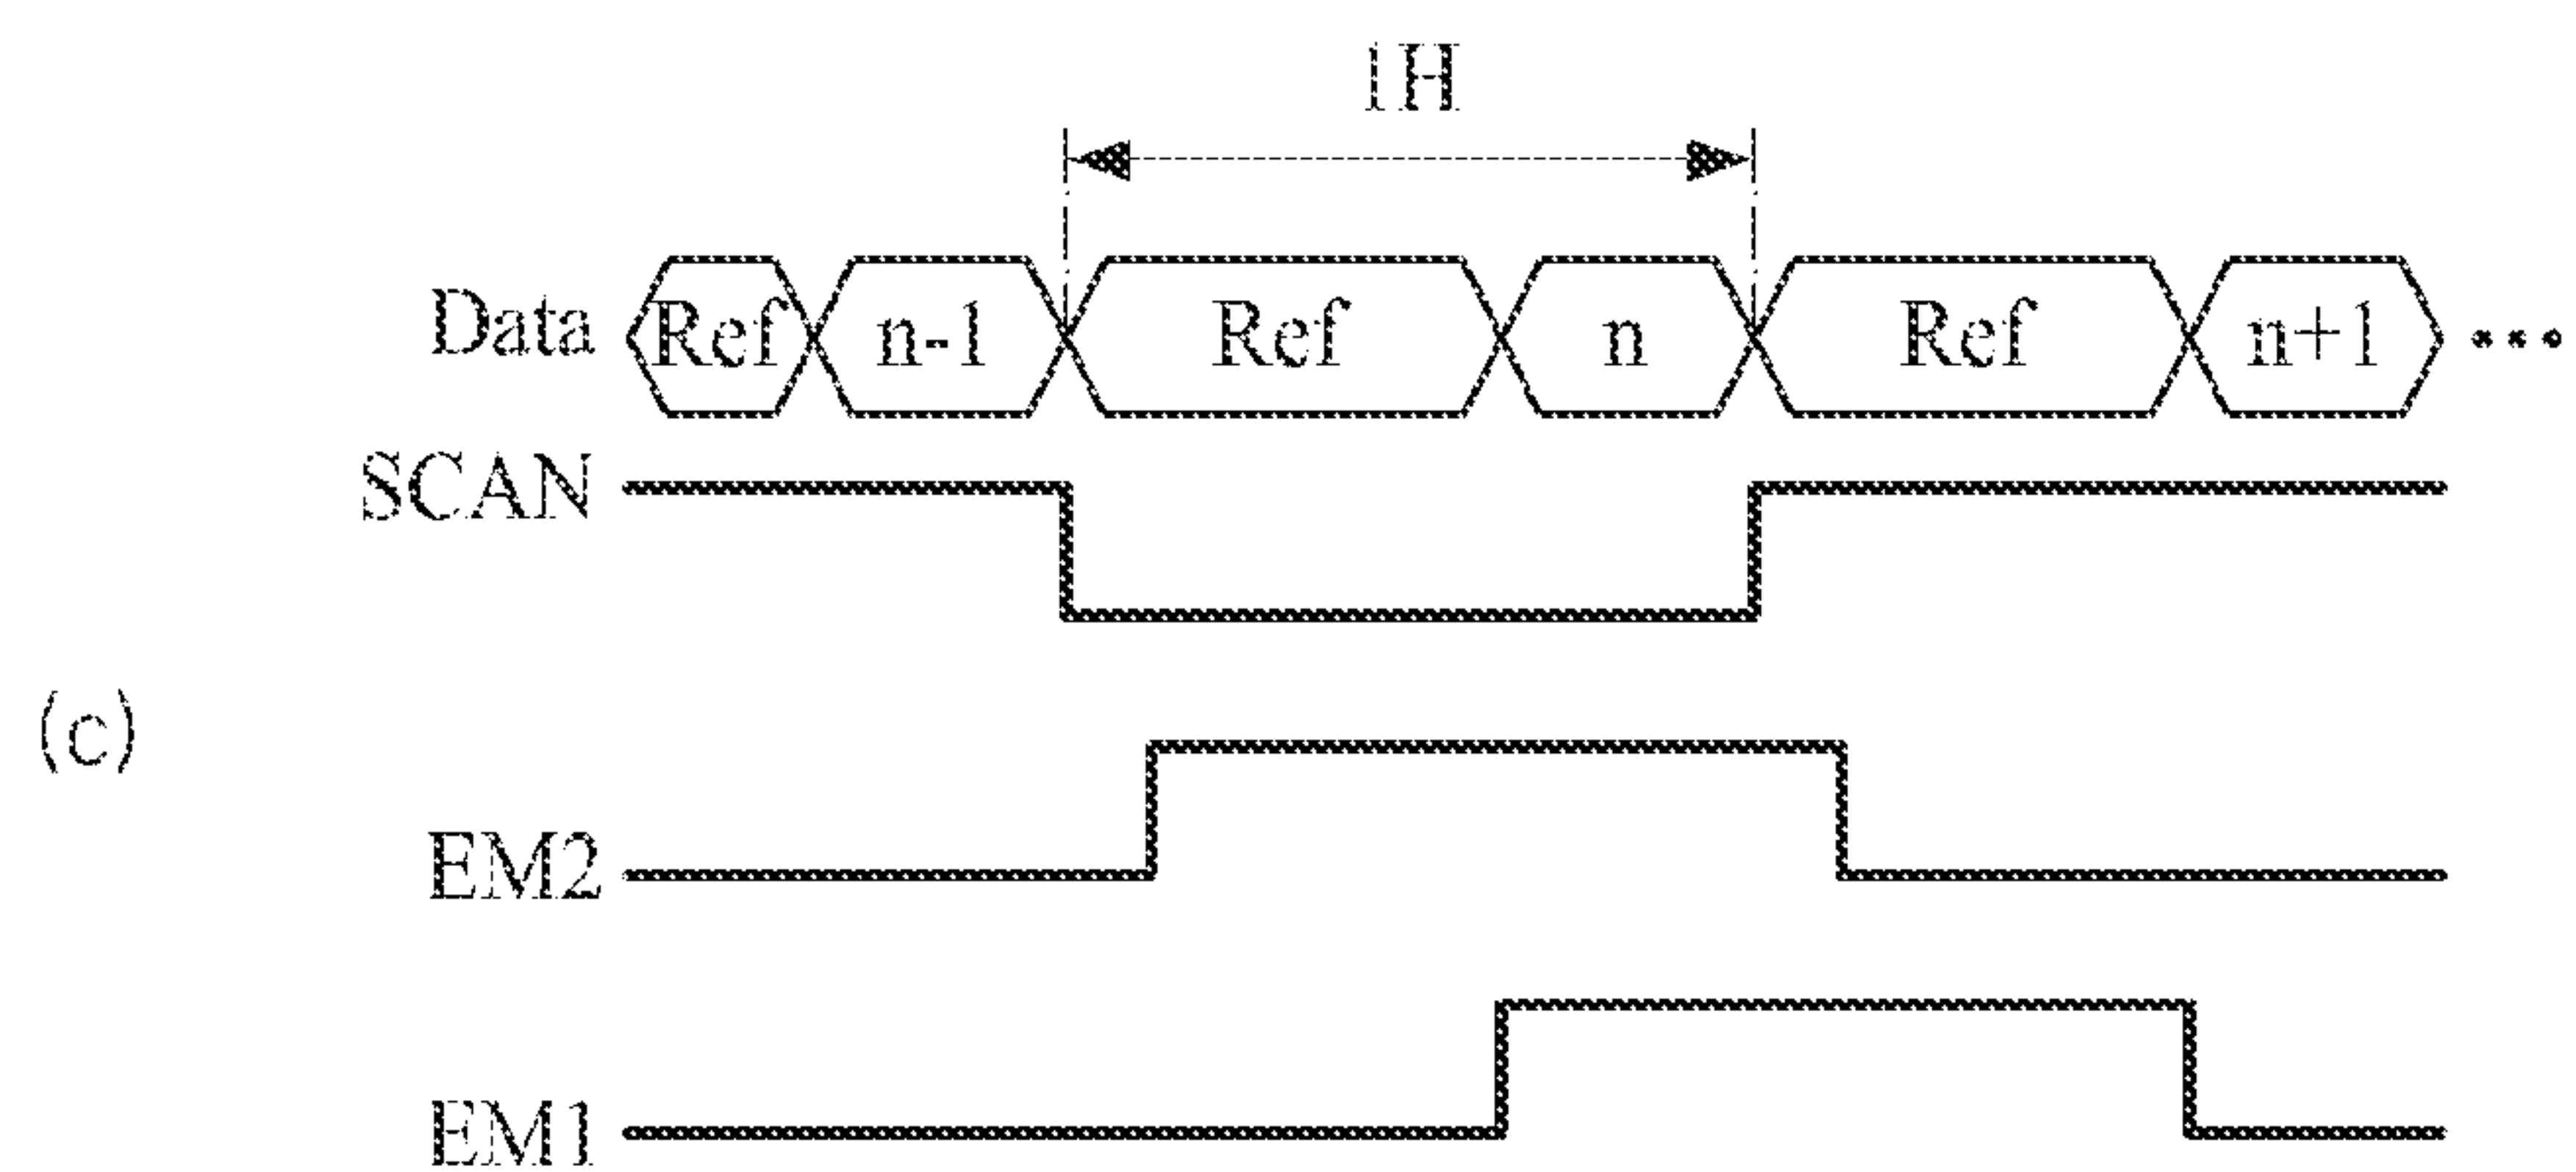 1H
Data Ref n-1 Ref n Ref n+1 •••
SCAN
(c)
EM2
EM1